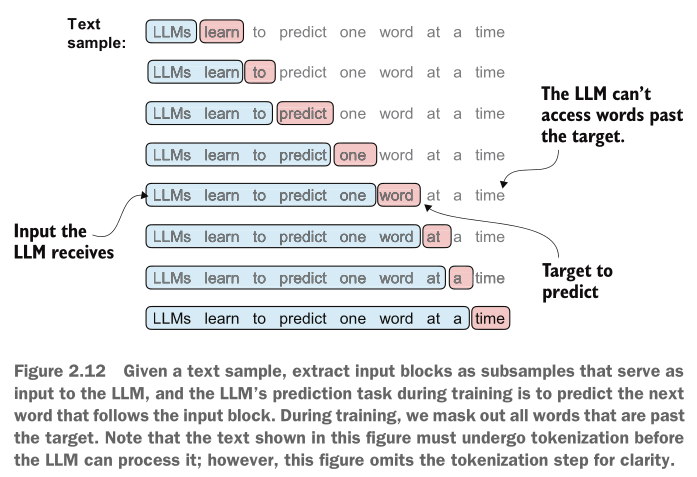 Text
sample:
LLMs learn to predict one word at a time
LLMs learn to predict one word at a time
LLMs learn to predict one word at a time
LLMs learn to predict one word at a time
LLMs learn to predict one word at a time
LLMs learn to predict one word at a time
LLMs learn to predict one word at a time
LLMs learn to predict one word at a time
The LLM can't
access words past
the target.
Input the
LLM receives
Target to
predict
Figure 2.12 Given a text sample, extract input blocks as subsamples that serve as
input to the LLM, and the LLM's prediction task during training is to predict the next
word that follows the input block. During training, we mask out all words that are past
the target. Note that the text shown in this figure must undergo tokenization before
the LLM can process it; however, this figure omits the tokenization step for clarity.